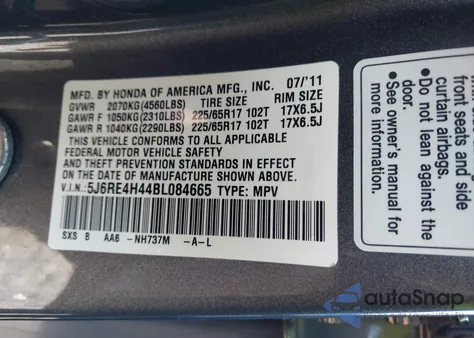 MFD. BY HONDA OF AMERICA MFG., INC. 07/'11
GVWR 2070KG(4560LBS) TIRE SIZE RIM SIZE
GAWR F 1050KG(2310LBS) 225/65R17 102T 17X6.5J
GAWR R 1040KG(2290LBS) 225/65R17 102T 17X6.5J
THIS VEHICLE CONFORMS TO ALL APPLICABLE
FEDERAL MOTOR VEHICLE SAFETY
AND THEFT PREVENTION STANDARDS IN EFFECT ON
THE DATE OF MANUFACTURE SHOWN ABOVE.
V.I.N.:5J6RE4H44BL084665 TYPE: MPV
SXS B AA6 -NH737M -A-L
front seats and
curtain airbags.
•Do not lean against the
door.
•See owner's manual
for more
autoSnap